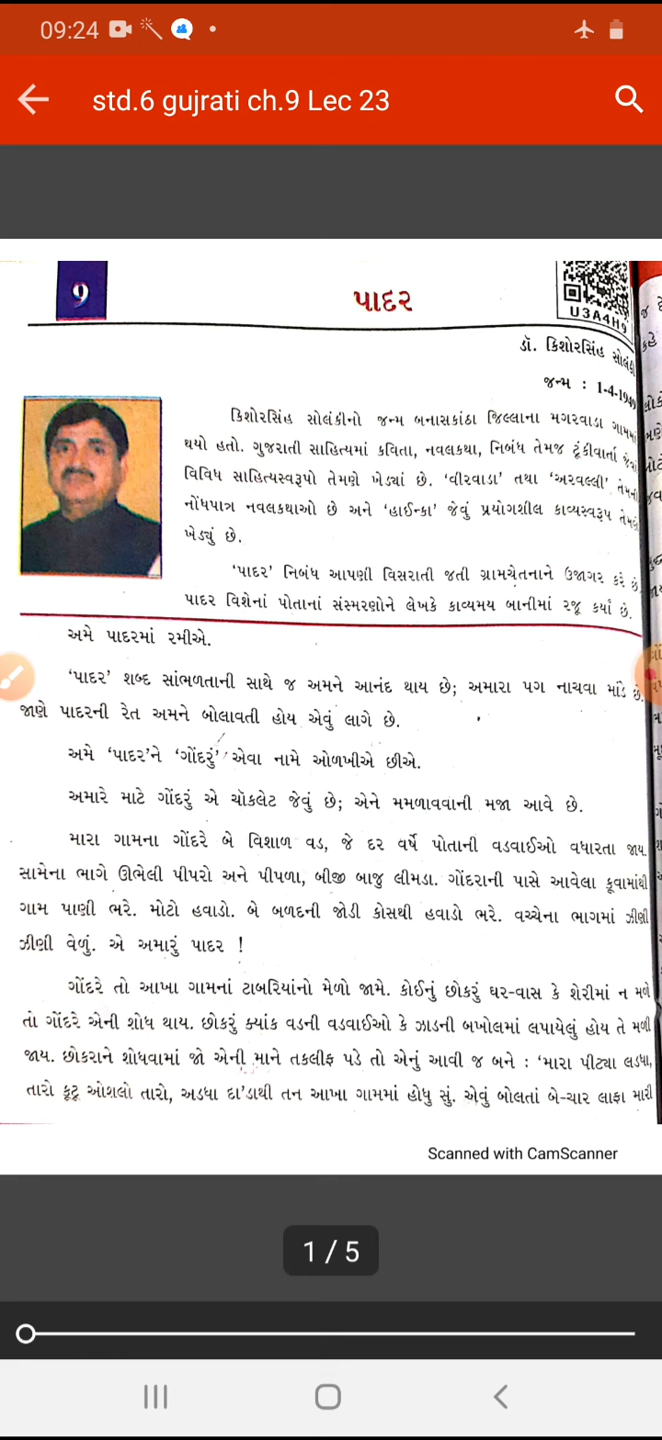 09:24
std.6 gujrati ch.9 Lec 23
9
પાદર
U3A4H9
ડૉ. કિશોરસિંહ સોલંકી
જન્મ : 1-4-1949
કિશોરસિંહ સોલંકીનો જન્મ બનાસકાંઠા જિલ્લાના મગરવાડા ગામમાં
થયો હતો. ગુજરાતી સાહિત્યમાં કવિતા, નવલકથા, નિબંધ તેમજ ટૂંકીવાર્તા જેવા
વિવિધ સાહિત્યસ્વરૂપો તેમણે ખેડ્યાં છે. ‘વીરવાડા’ તથા ‘અરવલ્લી’ તેમની
નોંધપાત્ર નવલકથાઓ છે અને ‘હાઈન્કા’ જેવું પ્રયોગશીલ કાવ્યસ્વરૂપ તેમણે
ખેડ્યું છે.
‘પાદર’ નિબંધ આપણી વિસરાતી જતી ગ્રામચેતનાને ઉજાગર કરે છે.
પાદર વિશેનાં પોતાનાં સંસ્મરણોને લેખકે કાવ્યમય બાનીમાં રજૂ કર્યાં છે.
અમે પાદરમાં રમીએ.
‘પાદર’ શબ્દ સાંભળતાની સાથે જ અમને આનંદ થાય છે; અમારા પગ નાચવા માંડે છે.
જાણે પાદરની રેત અમને બોલાવતી હોય એવું લાગે છે.
અમે ‘પાદર’ને ‘ગોંદરું’ એવા નામે ઓળખીએ છીએ.
અમારે માટે ગોંદરું એ ચૉકલેટ જેવું છે; એને મમળાવવાની મજા આવે છે.
મારા ગામના ગોંદરે બે વિશાળ વડ, જે દર વર્ષે પોતાની વડવાઈઓ વધારતા જાય.
સામેના ભાગે ઊભેલી પીપરો અને પીપળા, બીજી બાજુ લીમડા. ગોંદરાની પાસે આવેલા કૂવામાંથી
ગામ પાણી ભરે. મોટો હવાડો. બે બળદની જોડી કોસથી હવાડો ભરે. વચ્ચેના ભાગમાં ઝીણી
ઝીણી વેળું. એ અમારું પાદર !
ગોંદરે તો આખા ગામનાં ટાબરિયાંનો મેળો જામે. કોઈનું છોકરું ઘર-વાસ કે શેરીમાં ન મળે
તો ગોંદરે એની શોધ થાય. છોકરું ક્યાંક વડની વડવાઈઓ કે ઝાડની બખોલમાં લપાયેલું હોય તે મળી
જાય. છોકરાને શોધવામાં જો એની માને તકલીફ પડે તો એનું આવી જ બને : ‘મારા પીટ્યા લડધા,
તારો કૂટૂ ઓશલો તારો, અડધા દા’ડાથી તન આખા ગામમાં હોધુ સું. એવું બોલતાં બે-ચાર લાફા મારી
Scanned with CamScanner
1 / 5